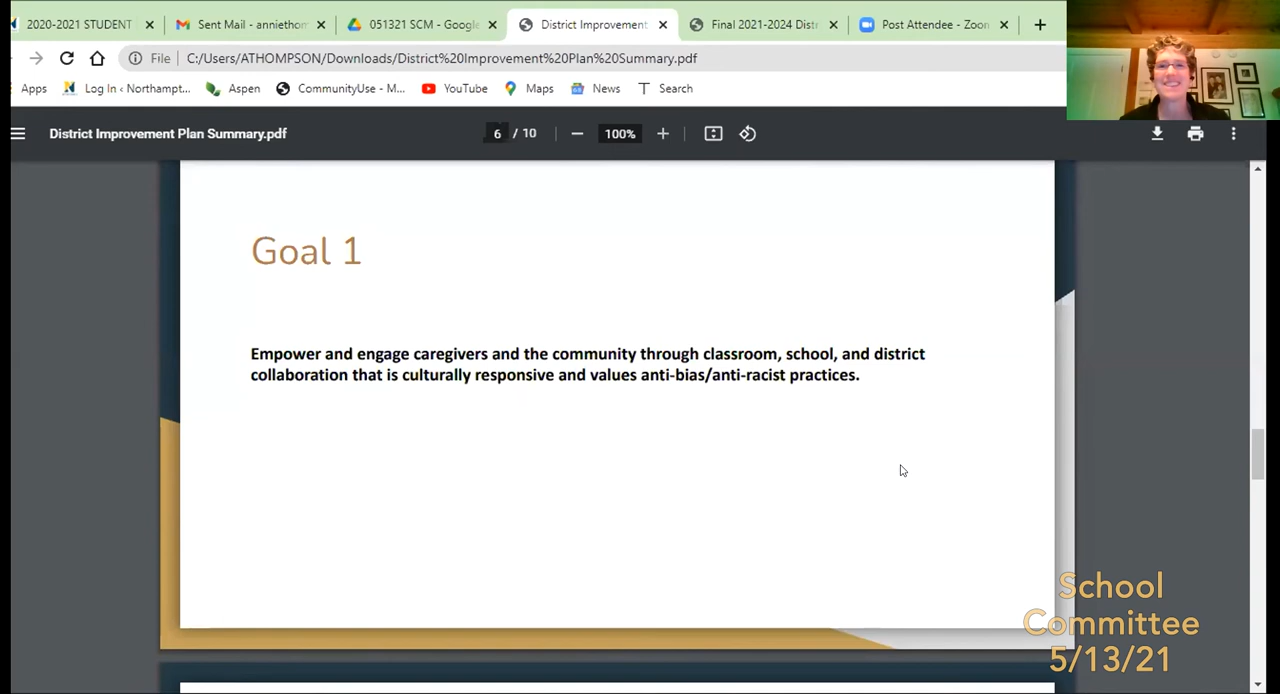 2020-2021 STUDENT
Sent Mail - anniethom
051321 SCM - Google
District Improvement
Final 2021-2024 Distr
Post Attendee - Zoom
File
C:/Users/ATHOMPSON/Downloads/District%20Improvement%20Plan%20Summary.pdf
Apps
Log In ‹ Northampt...
Aspen
CommunityUse - M...
YouTube
Maps
News
Search
District Improvement Plan Summary.pdf
6 / 10
100%
Goal 1
Empower and engage caregivers and the community through classroom, school, and district
collaboration that is culturally responsive and values anti-bias/anti-racist practices.
School
Committee
5/13/21